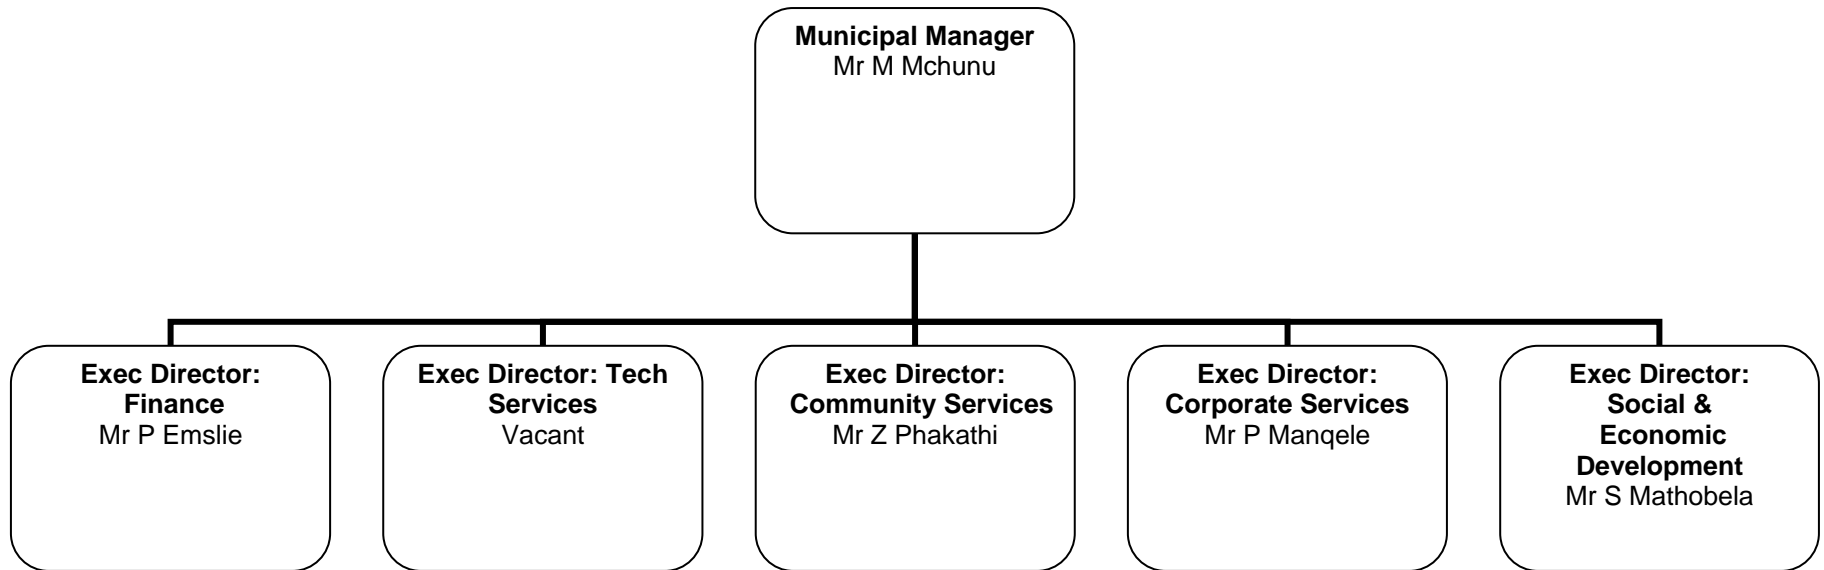 Municipal Manager
Mr M Mchunu
Exec Director:
Finance
Mr P Emslie
Exec Director: Tech
Services
Vacant
Exec Director:
Community Services
Mr Z Phakathi
Exec Director:
Corporate Services
Mr P Manqele
Exec Director:
Social &
Economic
Development
Mr S Mathobela